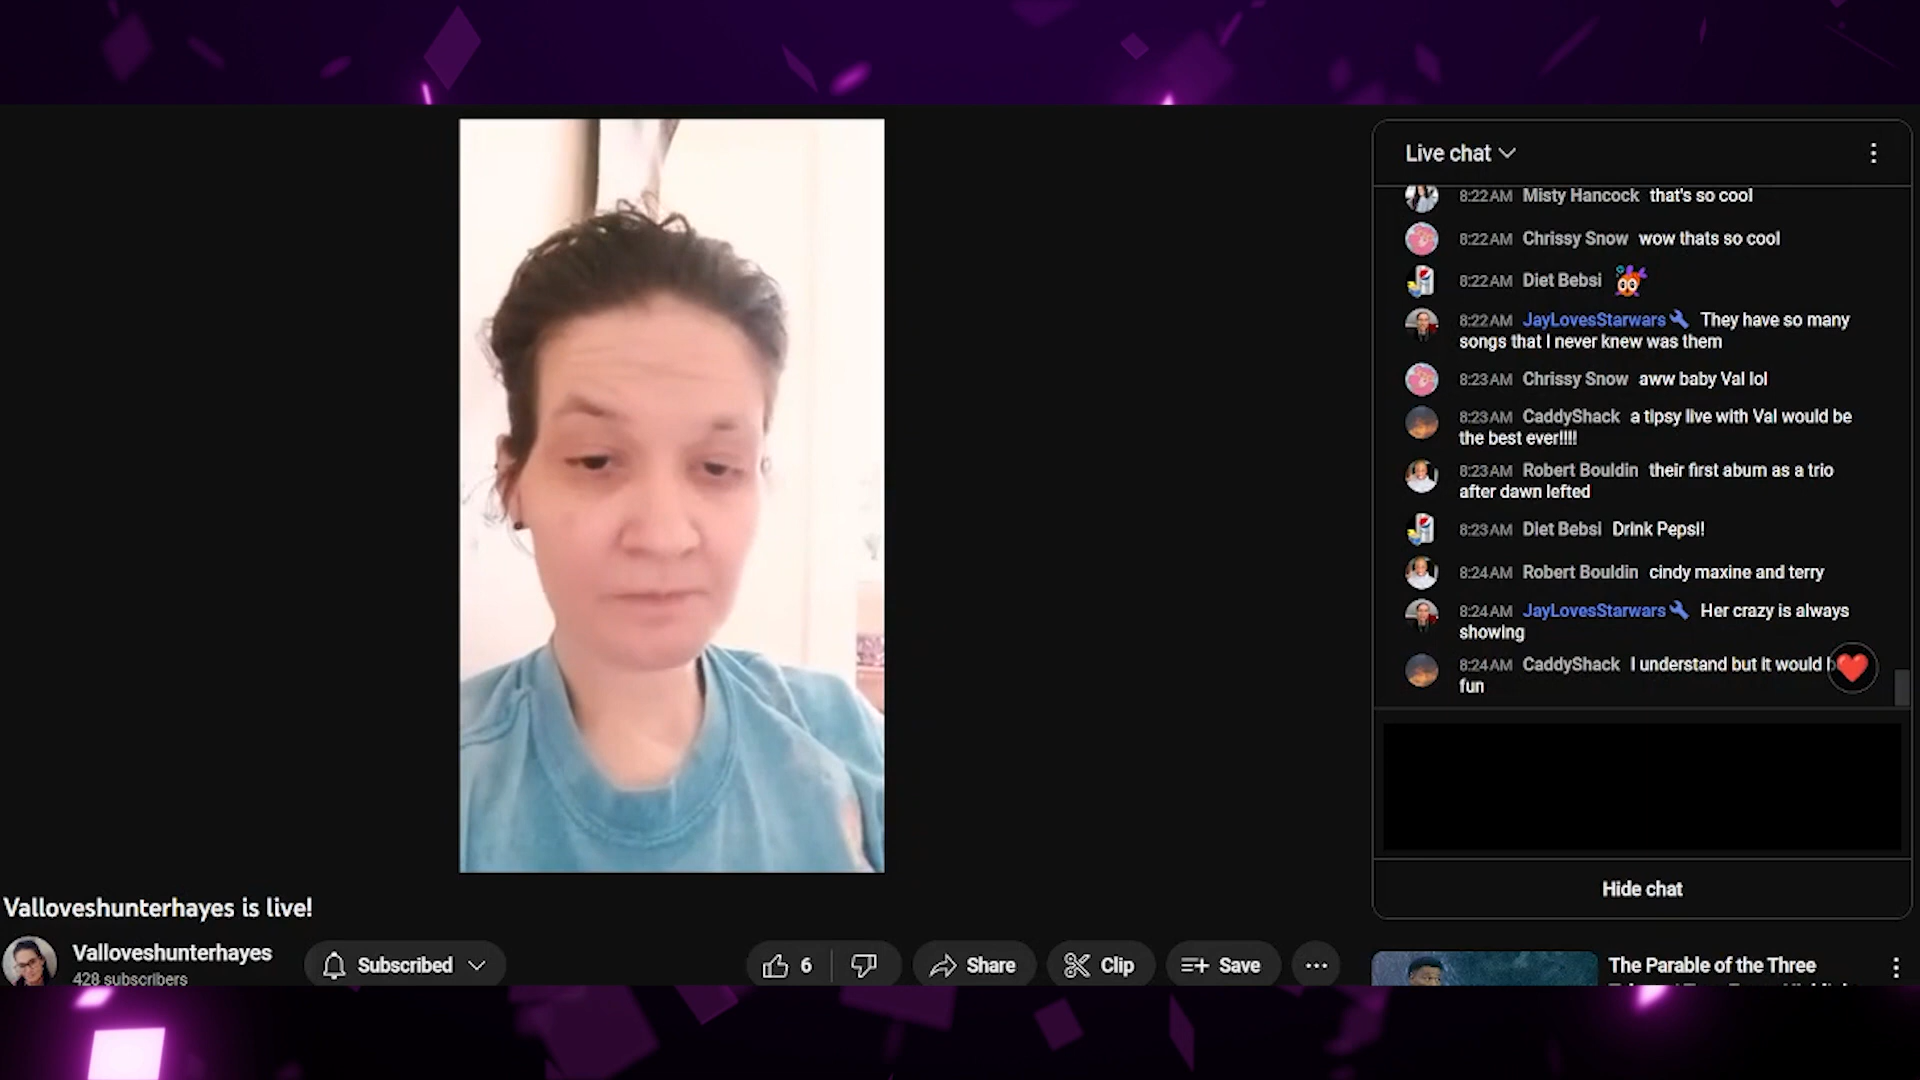 Live chat
8:22 AM Misty Hancock that's so cool
8:22 AM Chrissy Snow wow thats so cool
8:22 AM Diet Bebsi
8:22 AM JayLovesStarwars They have so many
songs that I never knew was them
8:23 AM Chrissy Snow aww baby Val lol
8:23 AM CaddyShack a tipsy live with Val would be
the best ever!!!!
8:23 AM Robert Bouldin their first abum as a trio
after dawn lefted
8:23 AM Diet Bebsi Drink Pepsi!
8:24 AM Robert Bouldin cindy maxine and terry
8:24 AM JayLovesStarwars Her crazy is always
showing
8:24 AM CaddyShack I understand but it would
fun
Hide chat
Valloveshunterhayes is live!
Valloveshunterhayes
428 subscribers
Subscribed
6
Share
Clip
Save
The Parable of the Three